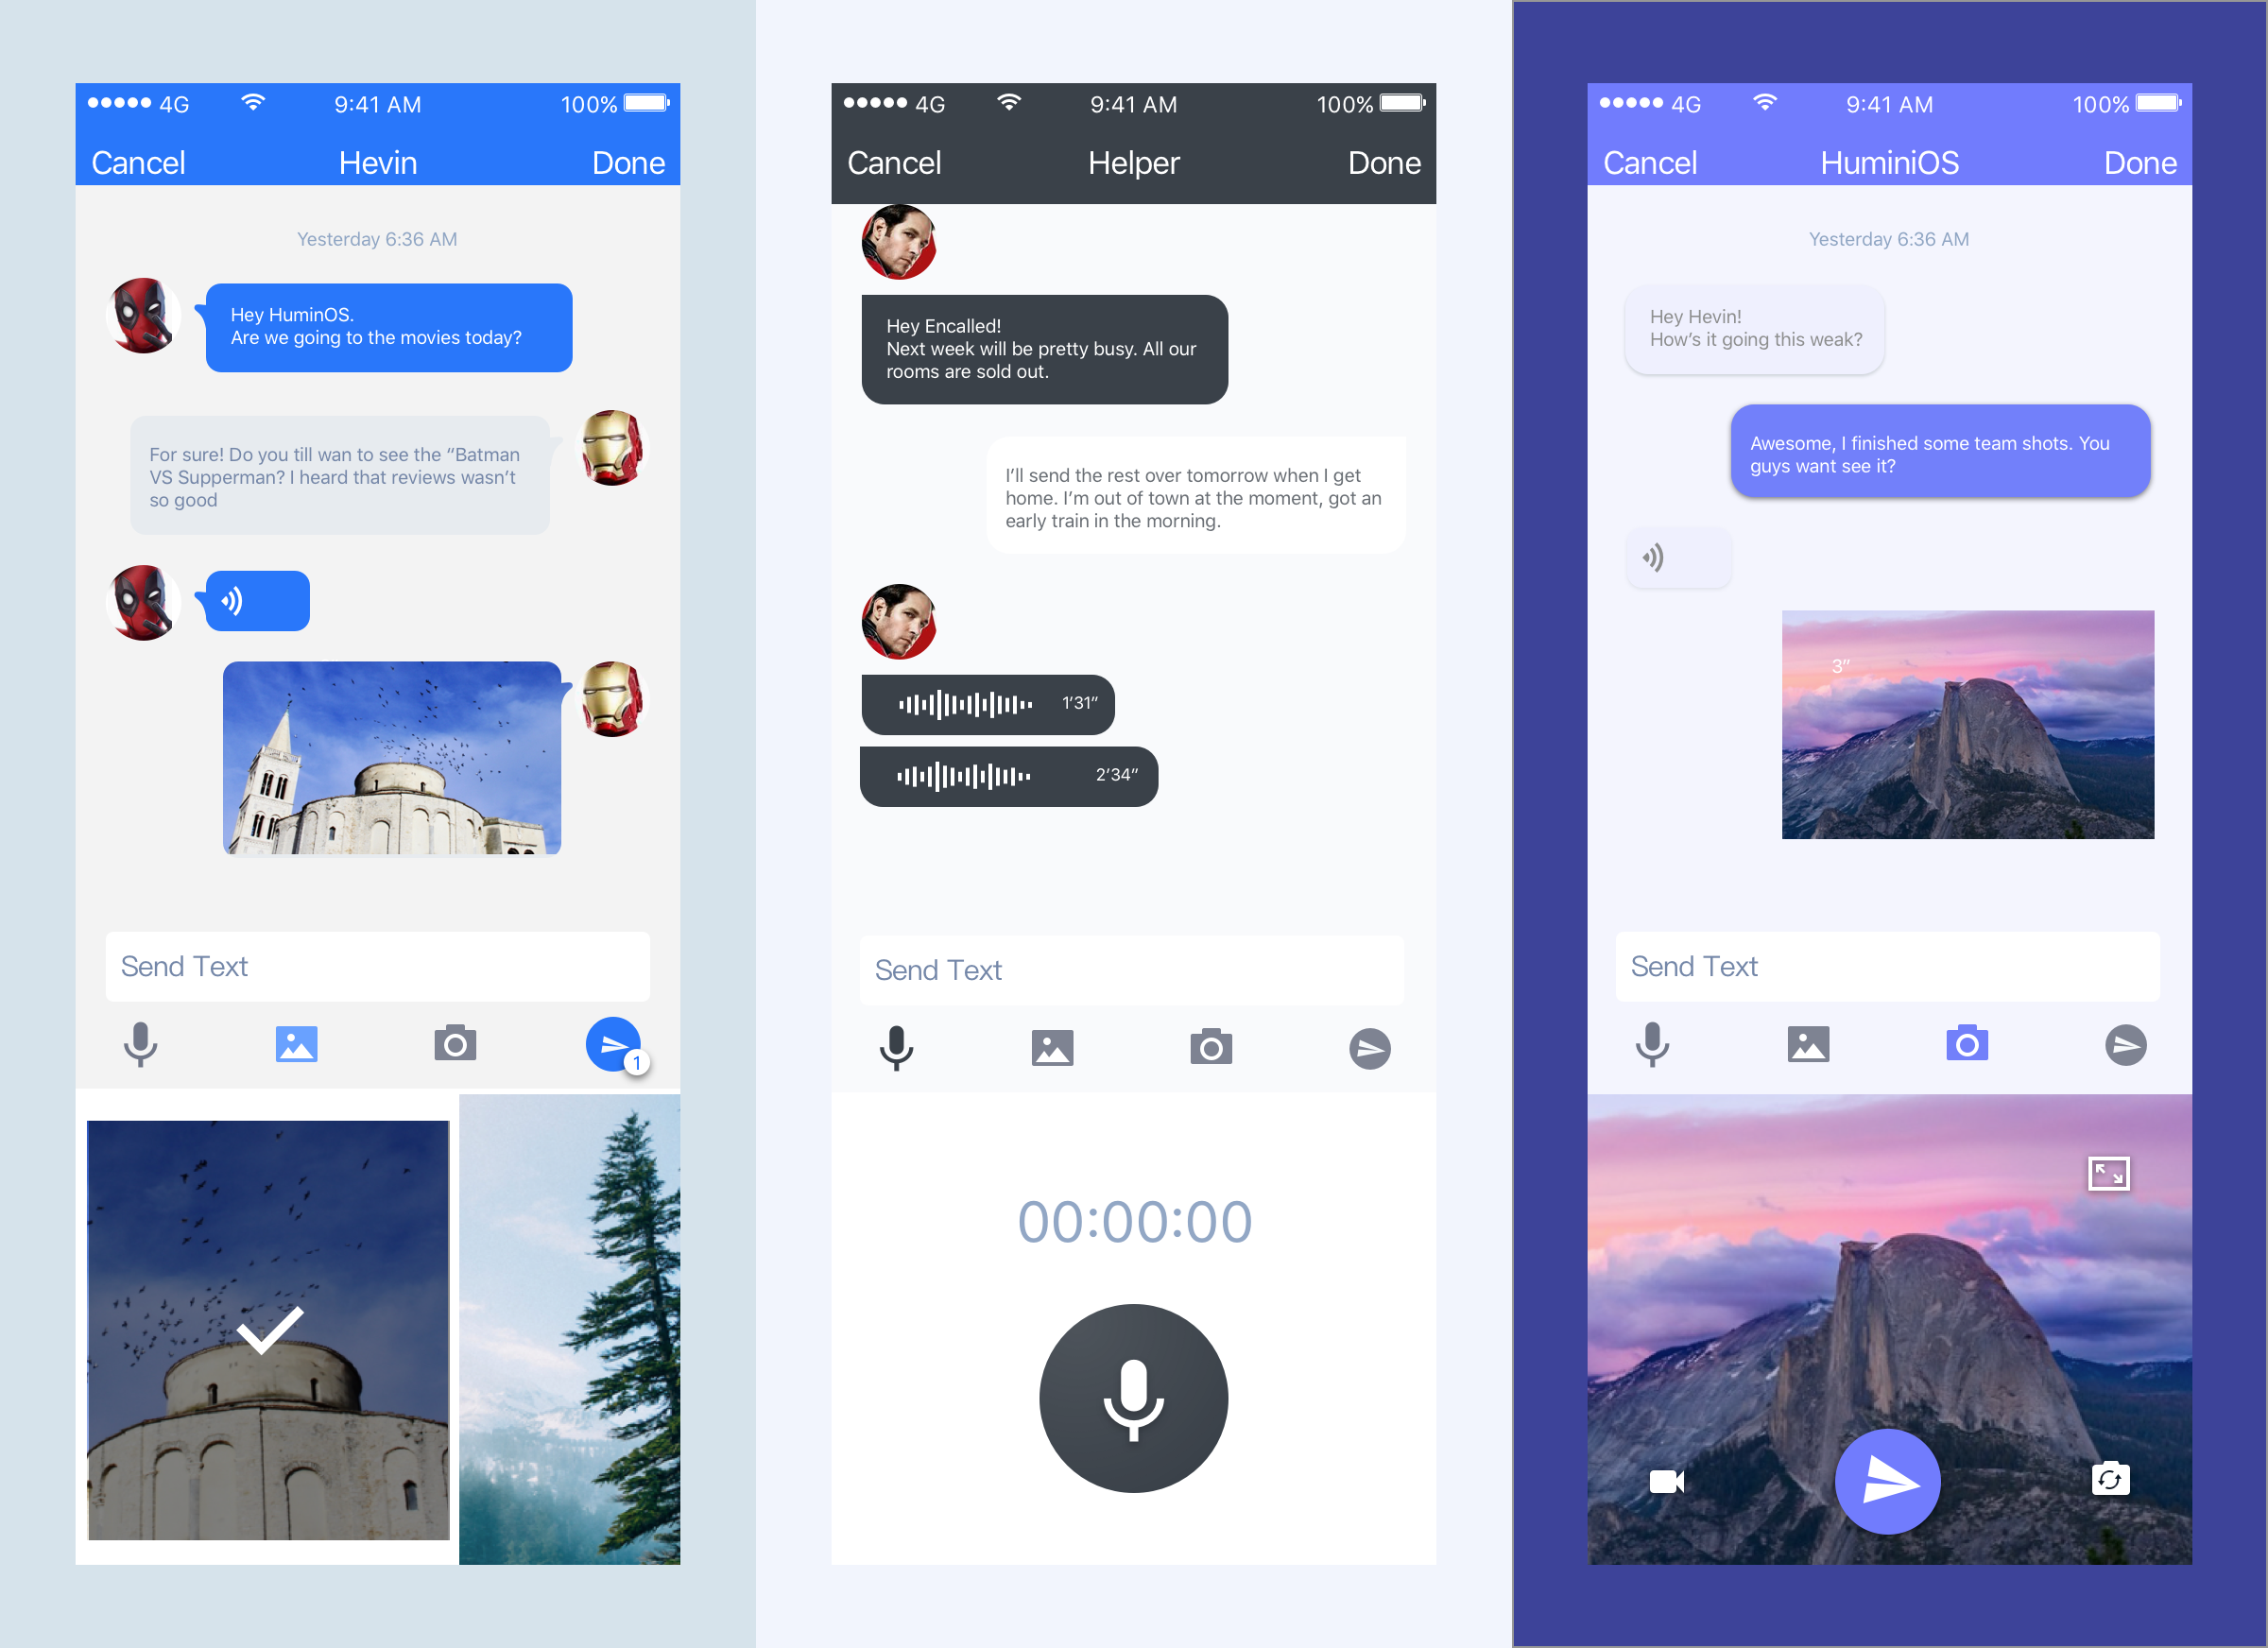 4G 9:41 AM 100%
Cancel Hevin Done
Yesterday 6:36 AM
Hey HuminOS.
Are we going to the movies today?
For sure! Do you till wan to see the “Batman
VS Supperman? I heard that reviews wasn’t
so good
Send Text
1
4G 9:41 AM 100%
Cancel Helper Done
Hey Encalled!
Next week will be pretty busy. All our
rooms are sold out.
I’ll send the rest over tomorrow when I get
home. I’m out of town at the moment, got an
early train in the morning.
1’31”
2’34”
Send Text
00:00:00
4G 9:41 AM 100%
Cancel HuminiOS Done
Yesterday 6:36 AM
Hey Hevin!
How’s it going this weak?
Awesome, I finished some team shots. You
guys want see it?
3”
Send Text